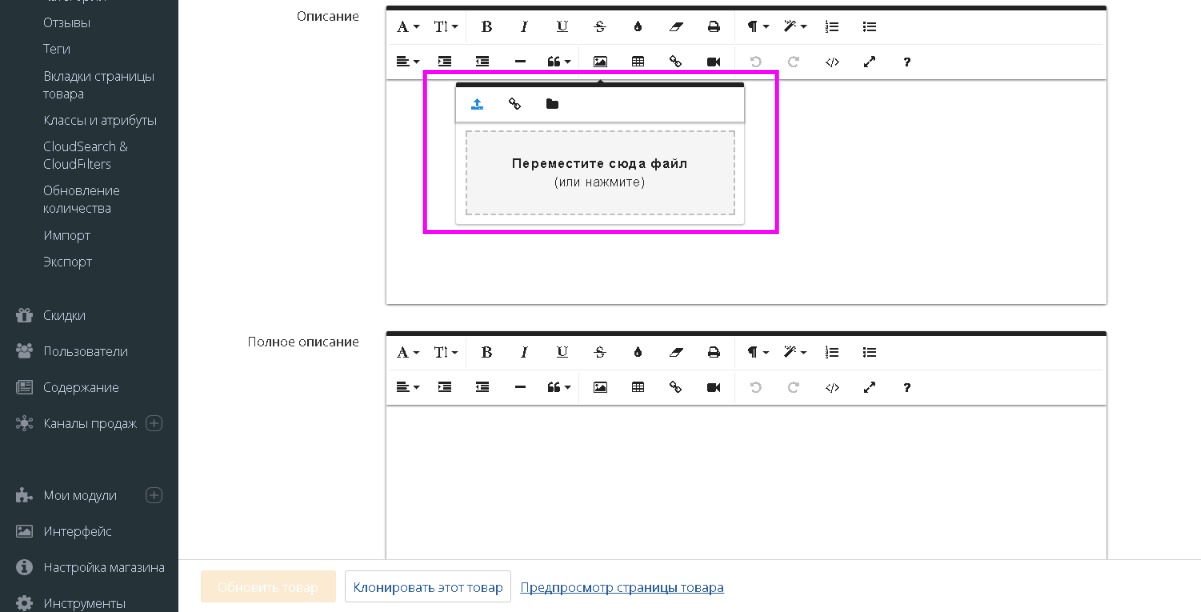 Отзывы
Теги
Вкладки страницы
товара
Классы и атрибуты
CloudSearch &
CloudFilters
Обновление
количества
Импорт
Экспорт
Скидки
Пользователи
Содержание
Каналы продаж
Мои модули
Интерфейс
Настройка магазина
Инструменты
Описание
Переместите сюда файл
(или нажмите)
Полное описание
Обновить товар
Клонировать этот товар
Предпросмотр страницы товара